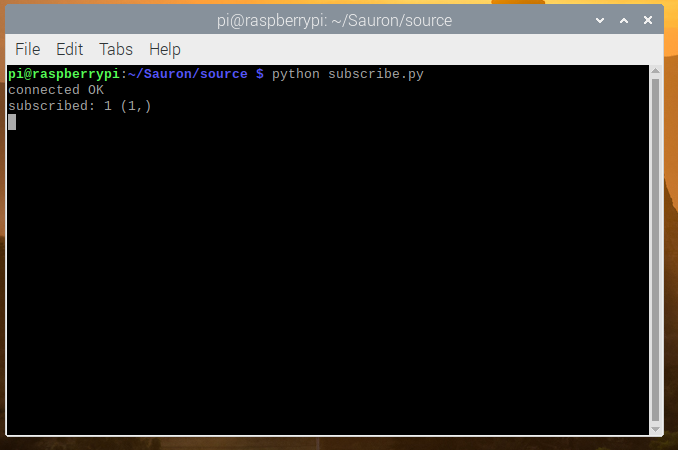 pi@raspberrypi: ~/Sauron/source
File Edit Tabs Help
pi@raspberrypi:~/Sauron/source $ python subscribe.py
connected OK
subscribed: 1 (1,)